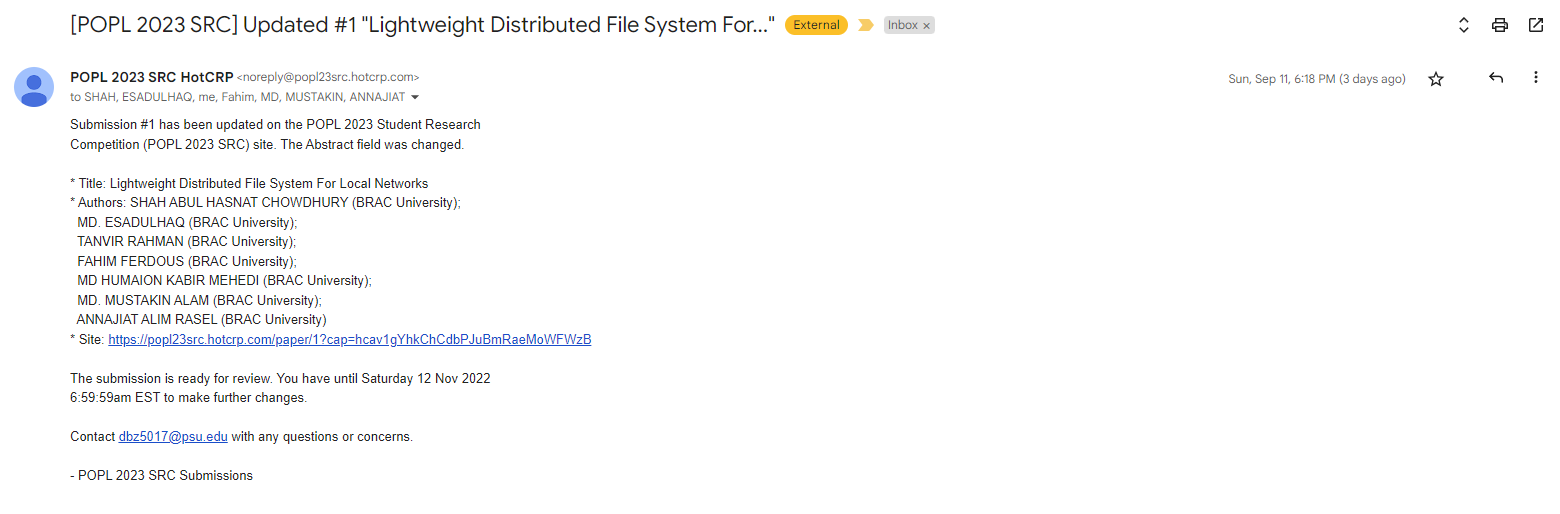 [POPL 2023 SRC] Updated #1 "Lightweight Distributed File System For..." External Inbox ×
POPL 2023 SRC HotCRP <noreply@popl23src.hotcrp.com> Sun, Sep 11, 6:18 PM (3 days ago)
to SHAH, ESADULHAQ, me, Fahim, MD, MUSTAKIN, ANNAJIAT
Submission #1 has been updated on the POPL 2023 Student Research
Competition (POPL 2023 SRC) site. The Abstract field was changed.
* Title: Lightweight Distributed File System For Local Networks
* Authors: SHAH ABUL HASNAT CHOWDHURY (BRAC University);
MD. ESADULHAQ (BRAC University);
TANVIR RAHMAN (BRAC University);
FAHIM FERDOUS (BRAC University);
MD HUMAION KABIR MEHEDI (BRAC University);
MD. MUSTAKIN ALAM (BRAC University);
ANNAJIAT ALIM RASEL (BRAC University)
* Site: https://popl23src.hotcrp.com/paper/1?cap=hcav1gYhkChCdbPJuBmRaeMoWFWzB
The submission is ready for review. You have until Saturday 12 Nov 2022
6:59:59am EST to make further changes.
Contact dbz5017@psu.edu with any questions or concerns.
- POPL 2023 SRC Submissions